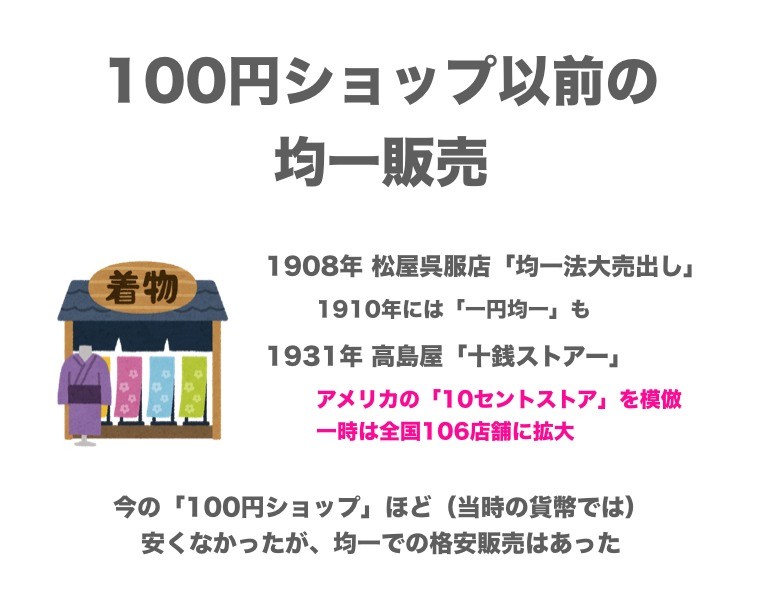 100円ショップ以前の
均一販売
着物
1908年 松屋呉服店「均一法大売出し」
1910年には「一円均一」も
1931年 高島屋「十銭ストアー」
アメリカの「10セントストア」を模倣
一時は全国106店舗に拡大
今の「100円ショップ」ほど（当時の貨幣では）
安くなかったが、均一での格安販売はあった